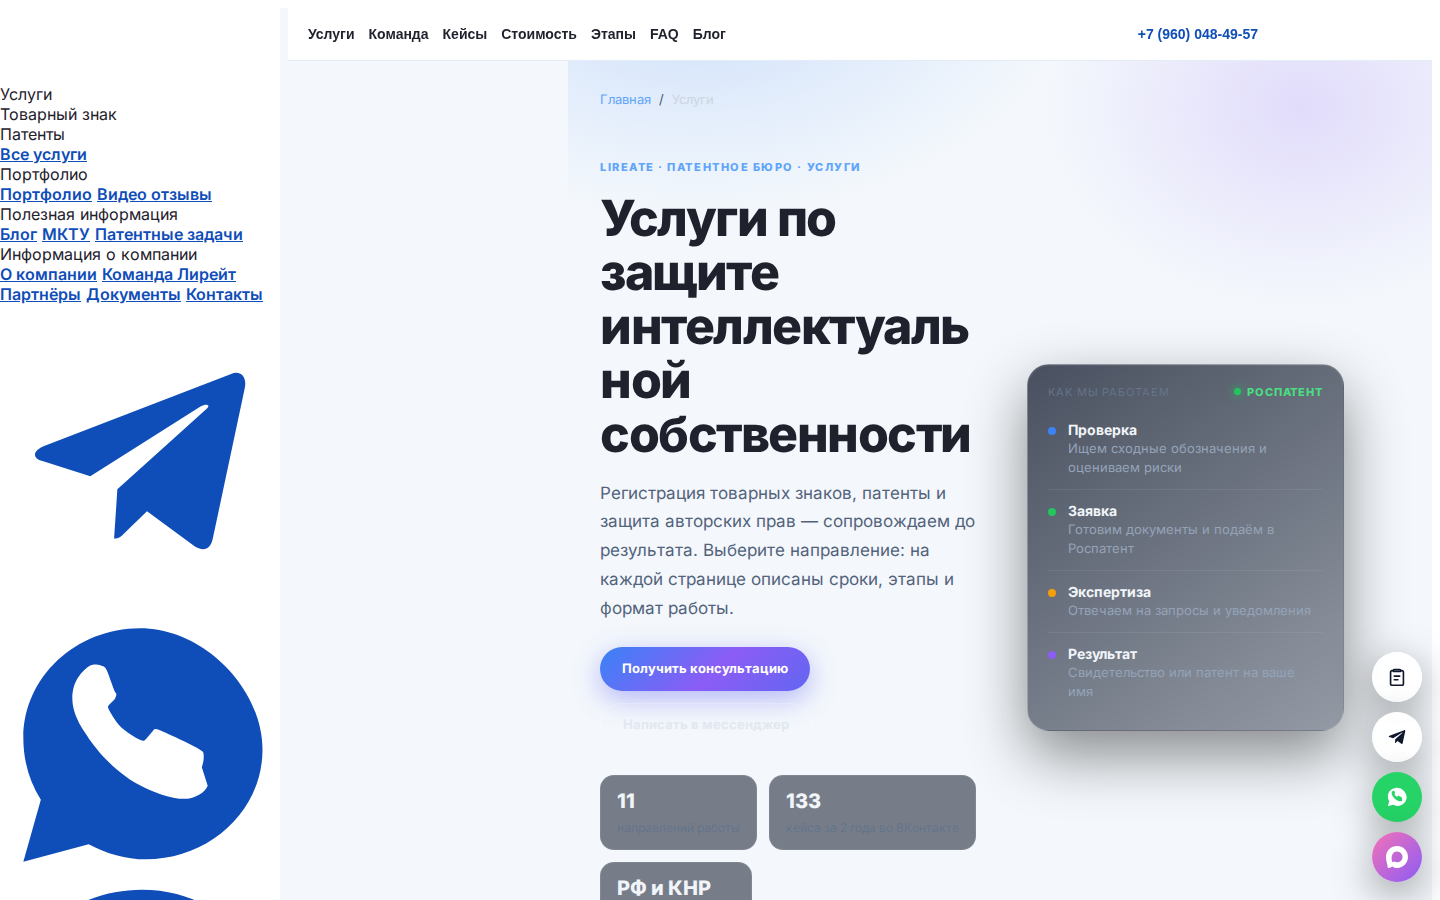 Услуги Команда Кейсы Стоимость Этапы FAQ Блог
+7 (960) 048-49-57
Услуги
Товарный знак
Патенты
Все услуги
Портфолио
Портфолио Видео отзывы
Полезная информация
Блог МКТУ Патентные задачи
Информация о компании
О компании Команда Лирейт
Партнёры Документы Контакты
Главная / Услуги
LIREATE · ПАТЕНТНОЕ БЮРО · УСЛУГИ
Услуги по
защите
интеллектуаль
ной
собственности
Регистрация товарных знаков, патенты и
защита авторских прав — сопровождаем до
результата. Выберите направление: на
каждой странице описаны сроки, этапы и
формат работы.
Получить консультацию
Написать в мессенджер
11
направлений работы
133
кейса за 2 года во ВКонтакте
РФ и КНР
КАК МЫ РАБОТАЕМ
РОСПАТЕНТ
Проверка
Ищем сходные обозначения и
оцениваем риски
Заявка
Готовим документы и подаём в
Роспатент
Экспертиза
Отвечаем на запросы и уведомления
Результат
Свидетельство или патент на ваше
имя